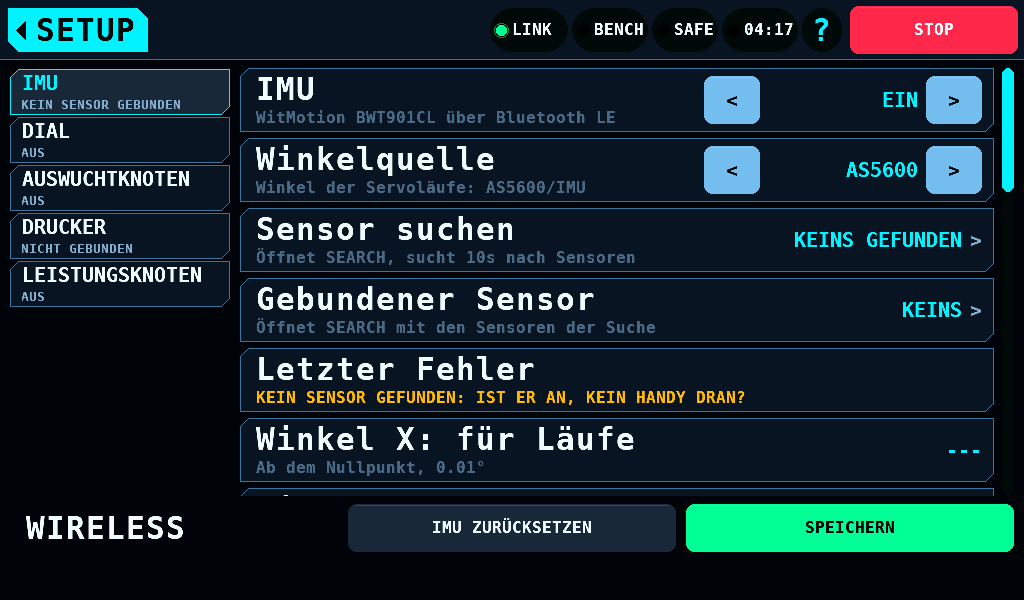 SETUP
LINK
BENCH
SAFE
04:17
?
STOP
IMU
KEIN SENSOR GEBUNDEN
DIAL
AUS
AUSWUCHTKNOTEN
AUS
DRUCKER
NICHT GEBUNDEN
LEISTUNGSKNOTEN
AUS
IMU
WitMotion BWT901CL über Bluetooth LE
<
EIN
>
Winkelquelle
Winkel der Servoläufe: AS5600/IMU
<
AS5600
>
Sensor suchen
Öffnet SEARCH, sucht 10s nach Sensoren
KEINS GEFUNDEN >
Gebundener Sensor
Öffnet SEARCH mit den Sensoren der Suche
KEINS >
Letzter Fehler
KEIN SENSOR GEFUNDEN: IST ER AN, KEIN HANDY DRAN?
Winkel X: für Läufe
Ab dem Nullpunkt, 0.01°
---
WIRELESS
IMU ZURÜCKSETZEN
SPEICHERN